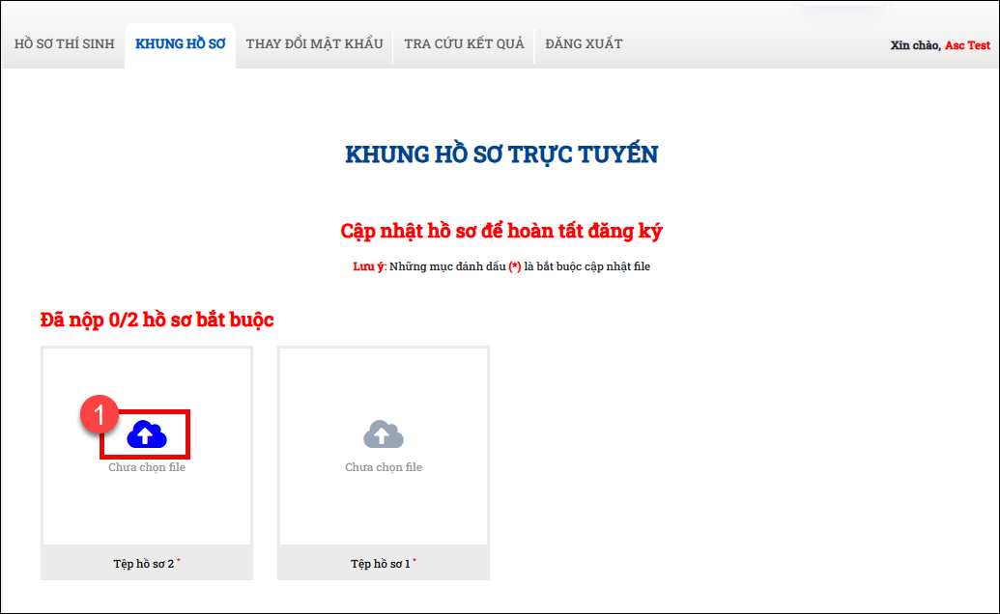 HỒ SƠ THÍ SINH
KHUNG HỒ SƠ
THAY ĐỔI MẬT KHẨU
TRA CỨU KẾT QUẢ
ĐĂNG XUẤT
Xin chào, Asc Test
KHUNG HỒ SƠ TRỰC TUYẾN
Cập nhật hồ sơ để hoàn tất đăng ký
Lưu ý: Những mục đánh dấu (*) là bắt buộc cập nhật file
Đã nộp 0/2 hồ sơ bắt buộc
1
Chưa chọn file
Tệp hồ sơ 2 *
Chưa chọn file
Tệp hồ sơ 1 *